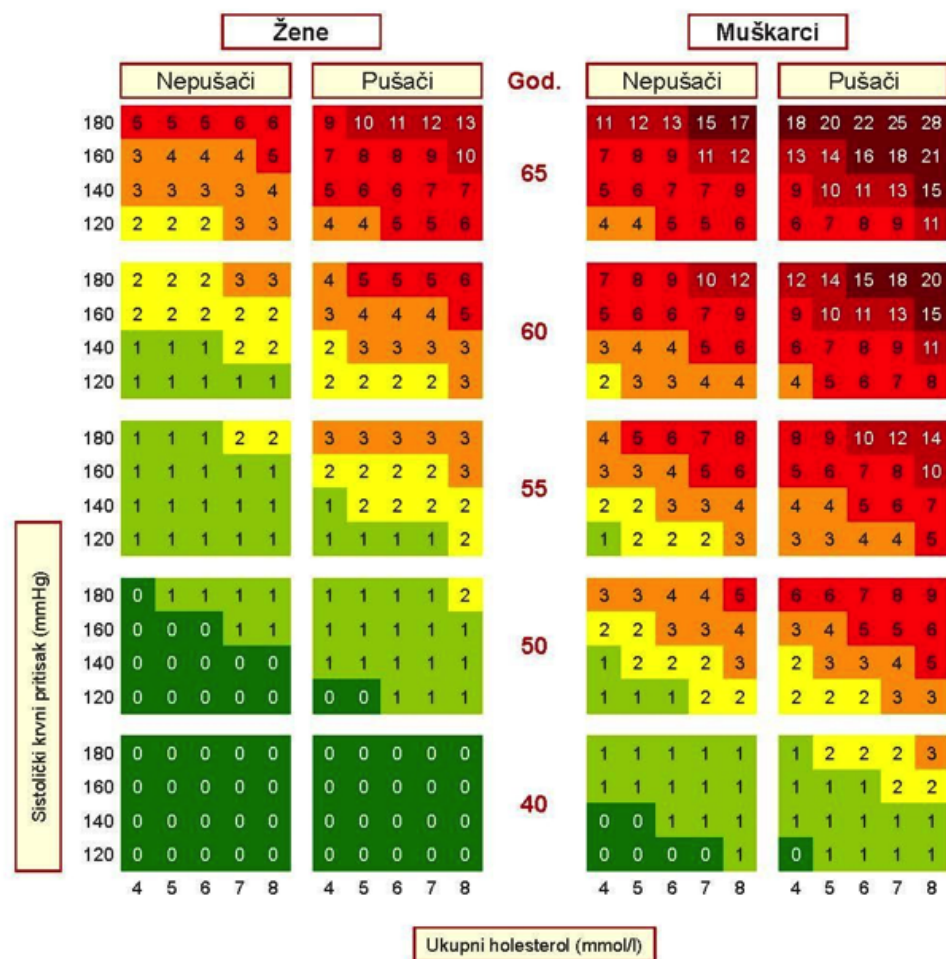 Žene Muškarci
Nepušači Pušači God. Nepušači Pušači
180 5 5 5 6 6 9 10 11 12 13 11 12 13 15 17 18 20 22 25 28
160 3 4 4 4 5 7 8 8 9 10 7 8 9 11 12 13 14 16 18 21
65
140 3 3 3 3 4 5 6 6 7 7 5 6 7 7 9 9 10 11 13 15
120 2 2 2 3 3 4 4 5 5 6 4 4 5 5 6 6 7 8 9 11
180 2 2 2 3 3 4 5 5 5 6 7 8 9 10 12 12 14 15 18 20
160 2 2 2 2 2 3 4 4 4 5 5 6 6 7 9 9 10 11 13 15
60
140 1 1 1 2 2 2 3 3 3 3 3 4 4 5 6 6 7 8 9 11
120 1 1 1 1 1 2 2 2 2 3 2 3 3 4 4 4 5 6 7 8
180 1 1 1 2 2 3 3 3 3 3 4 5 6 7 8 8 9 10 12 14
160 1 1 1 1 1 2 2 2 2 3 3 3 4 5 6 5 6 7 8 10
55
140 1 1 1 1 1 1 2 2 2 2 2 2 3 3 4 4 4 5 6 7
120 1 1 1 1 1 1 1 1 1 2 1 2 2 2 3 3 3 4 4 5
180 0 1 1 1 1 1 1 1 1 2 3 3 4 4 5 6 6 7 8 9
160 0 0 0 1 1 1 1 1 1 1 2 2 3 3 4 3 4 5 5 6
50
140 0 0 0 0 0 1 1 1 1 1 1 2 2 2 3 2 3 3 4 5
120 0 0 0 0 0 0 0 1 1 1 1 1 1 2 2 2 2 2 3 3
180 0 0 0 0 0 0 0 0 0 0 1 1 1 1 1 1 2 2 2 3
160 0 0 0 0 0 0 0 0 0 0 1 1 1 1 1 1 1 1 2 2
40
140 0 0 0 0 0 0 0 0 0 0 0 0 1 1 1 1 1 1 1 1
120 0 0 0 0 0 0 0 0 0 0 0 0 0 0 1 0 1 1 1 1
4 5 6 7 8 4 5 6 7 8 4 5 6 7 8 4 5 6 7 8
Sistolički krvni pritisak (mmHg)
Ukupni holesterol (mmol/l)